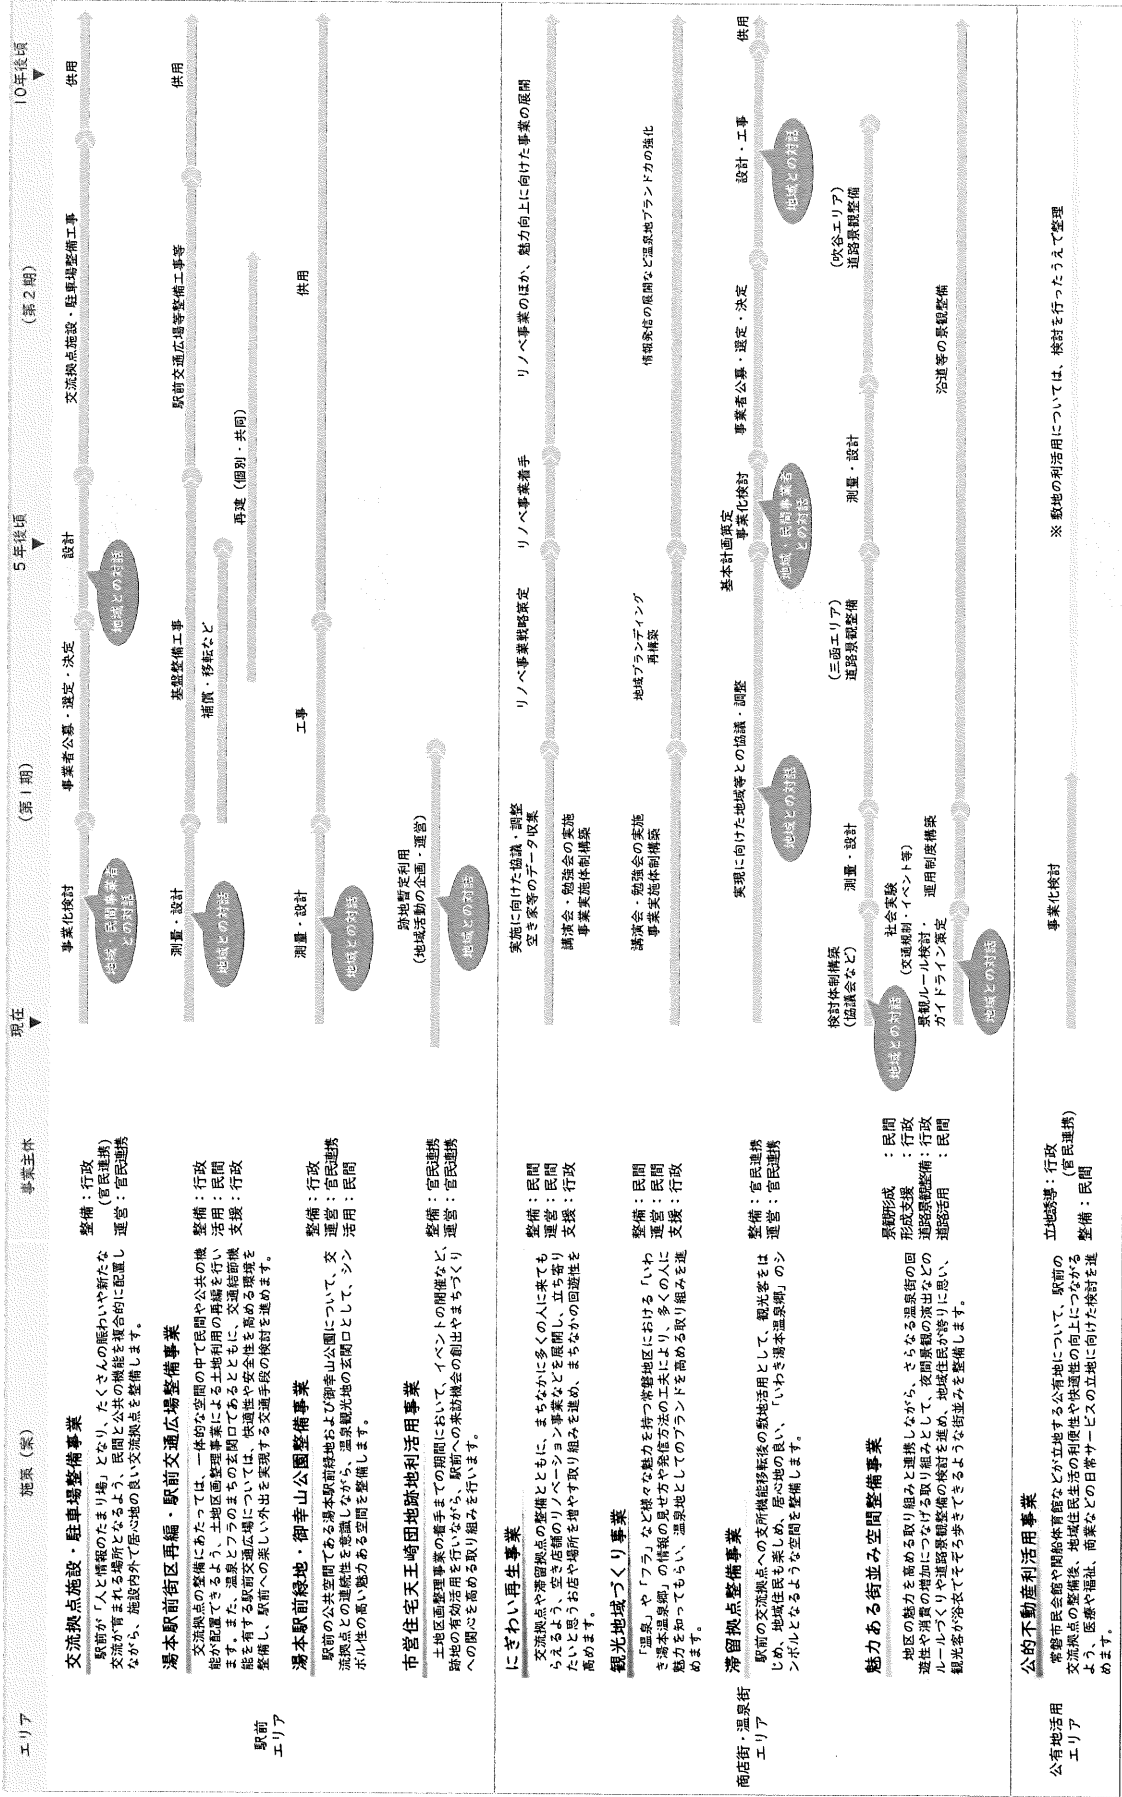 エリア
施策（案）
事業主体
現在
（第１期）
５年後頃
（第２期）
10年後頃
駅前
エリア
交流拠点施設・駐車場整備事業
駅前が「人と情報のたまり場」となり、たくさんの賑わいや新たな
交流が育まれる場所となるよう、民間と公共の機能を複合的に配置し
ながら、施設内外で居心地の良い交流拠点を整備します。
整備：行政
（官民連携）
運営：官民連携
事業化検討
地域・民間事業者
との対話
事業者公募・選定・決定
設計
地域との対話
交流拠点施設・駐車場整備工事
供用
湯本駅前街区再編・駅前交通広場整備事業
交流拠点の整備にあたっては、一体的な空間の中で民間や公共の機
能が配置できるよう、土地区画整理事業による土地利用の再編を行い
ます。また、温泉とフラのまちの玄関口であるとともに、交通結節機
能を有する駅前交通広場については、快適性や安全性を高める環境を
整備し、駅前への楽しい外出を実現する交通手段の検討を進めます。
整備：行政
活用：民間
支援：行政
測量・設計
地域との対話
基盤整備工事
補償・移転など
再建（個別・共同）
駅前交通広場等整備工事等
供用
湯本駅前緑地・御幸山公園整備事業
駅前の公共空間である湯本駅前緑地および御幸山公園について、交
流拠点との連続性を意識しながら、温泉観光地の玄関口として、シン
ボル性の高い魅力ある空間を整備します。
整備：行政
運営：官民連携
活用：民間
測量・設計
地域との対話
工事
供用
市営住宅天王崎団地跡地利活用事業
土地区画整理事業の着手までの期間において、イベントの開催など、
跡地の有効活用を行いながら、駅前への来訪機会の創出やまちづくり
への関心を高める取り組みを行います。
整備：官民連携
運営：官民連携
跡地暫定利用
（地域活動の企画・運営）
地域との対話
商店街・温泉街
エリア
にぎわい再生事業
交流拠点や滞留拠点の整備とともに、まちなかに多くの人に来ても
らえるよう、空き店舗のリノベーション事業などを展開し、立ち寄り
たいと思うお店や場所を増やす取り組みを進め、まちなかの回遊性を
高めます。
整備：民間
運営：民間
支援：行政
実施に向けた協議・調整
空き家等のデータ収集
講演会・勉強会の実施
事業実施体制構築
リノベ事業戦略策定
リノベ事業着手
リノベ事業のほか、魅力向上に向けた事業の展開
観光地域づくり事業
「温泉」や「フラ」など様々な魅力を持つ常磐地区における「いわ
き湯本温泉郷」の情報の見せ方や発信方法の工夫により、多くの人に
魅力を知ってもらい、温泉地としてのブランドを高める取り組みを進
めます。
整備：民間
運営：民間
支援：行政
講演会・勉強会の実施
事業実施体制構築
地域ブランディング
再構築
情報発信の展開など温泉地ブランド力の強化
滞留拠点整備事業
駅前の交流拠点への支所機能移転後の敷地活用として、観光客をは
じめ、地域住民も楽しめ、居心地の良い、「いわき湯本温泉郷」のシ
ンボルとなるような空間を整備します。
整備：官民連携
運営：官民連携
実現に向けた地域等との協議・調整
地域との対話
基本計画策定
事業化検討
地域・民間事業者
との対話
事業者公募・選定・決定
設計・工事
地域との対話
供用
魅力ある街並み空間整備事業
地区の魅力を高める取り組みと連携しながら、さらなる温泉街の回
遊性や消費の増加につなげる取り組みとして、夜間景観の演出などの
ルールづくりや道路景観整備の検討を進め、地域住民が誇りに思い、
観光客が浴衣でそぞろ歩きできるような街並みを整備します。
景観形成　：民間
形成支援　：行政
道路景観整備：行政
道路活用　：民間
検討体制構築
（協議会など）
地域との対話
測量・設計
社会実験
（交通規制・イベント等）
（三函エリア）
道路景観整備
測量・設計
（吹谷エリア）
道路景観整備
景観ルール検討・
ガイドライン策定
地域との対話
運用制度構築
沿道等の景観整備
公有地活用
エリア
公的不動産利活用事業
常磐市民会館や関船体育館などが立地する公有地について、駅前の
交流拠点の整備後、地域住民生活の利便性や快適性の向上につながる
よう、医療や福祉、商業などの日常サービスの立地に向けた検討を進
めます。
立地誘導：行政
（官民連携）
整備：民間
事業化検討
※ 敷地の利活用については、検討を行ったうえで整理